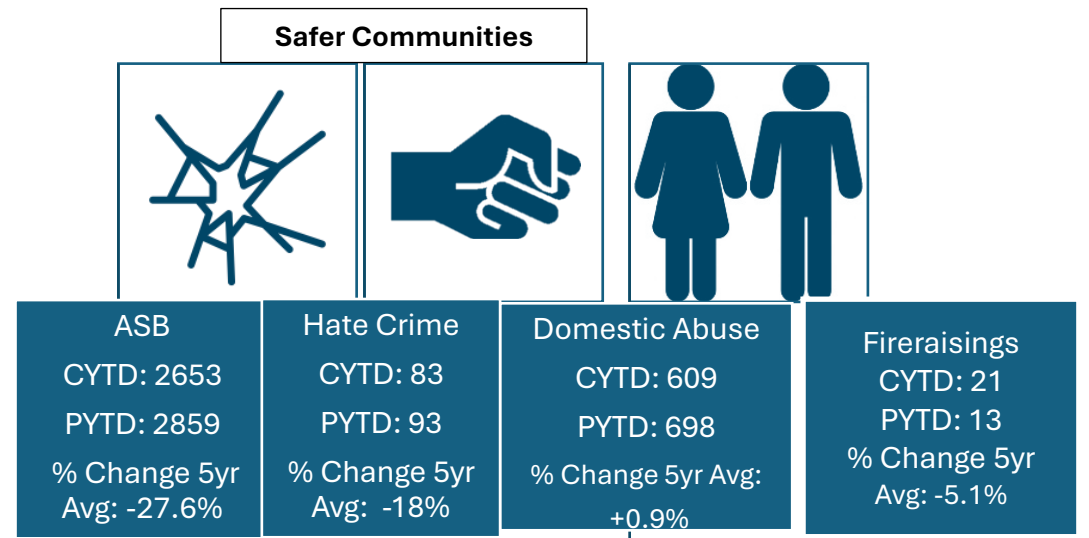 Safer Communities
ASB
CYTD: 2653
PYTD: 2859
% Change 5yr
Avg: -27.6%
Hate Crime
CYTD: 83
PYTD: 93
% Change 5yr
Avg:  -18%
Domestic Abuse
CYTD: 609
PYTD: 698
% Change 5yr Avg:
+0.9%
Fireraisings
CYTD: 21
PYTD: 13
% Change 5yr
Avg: -5.1%